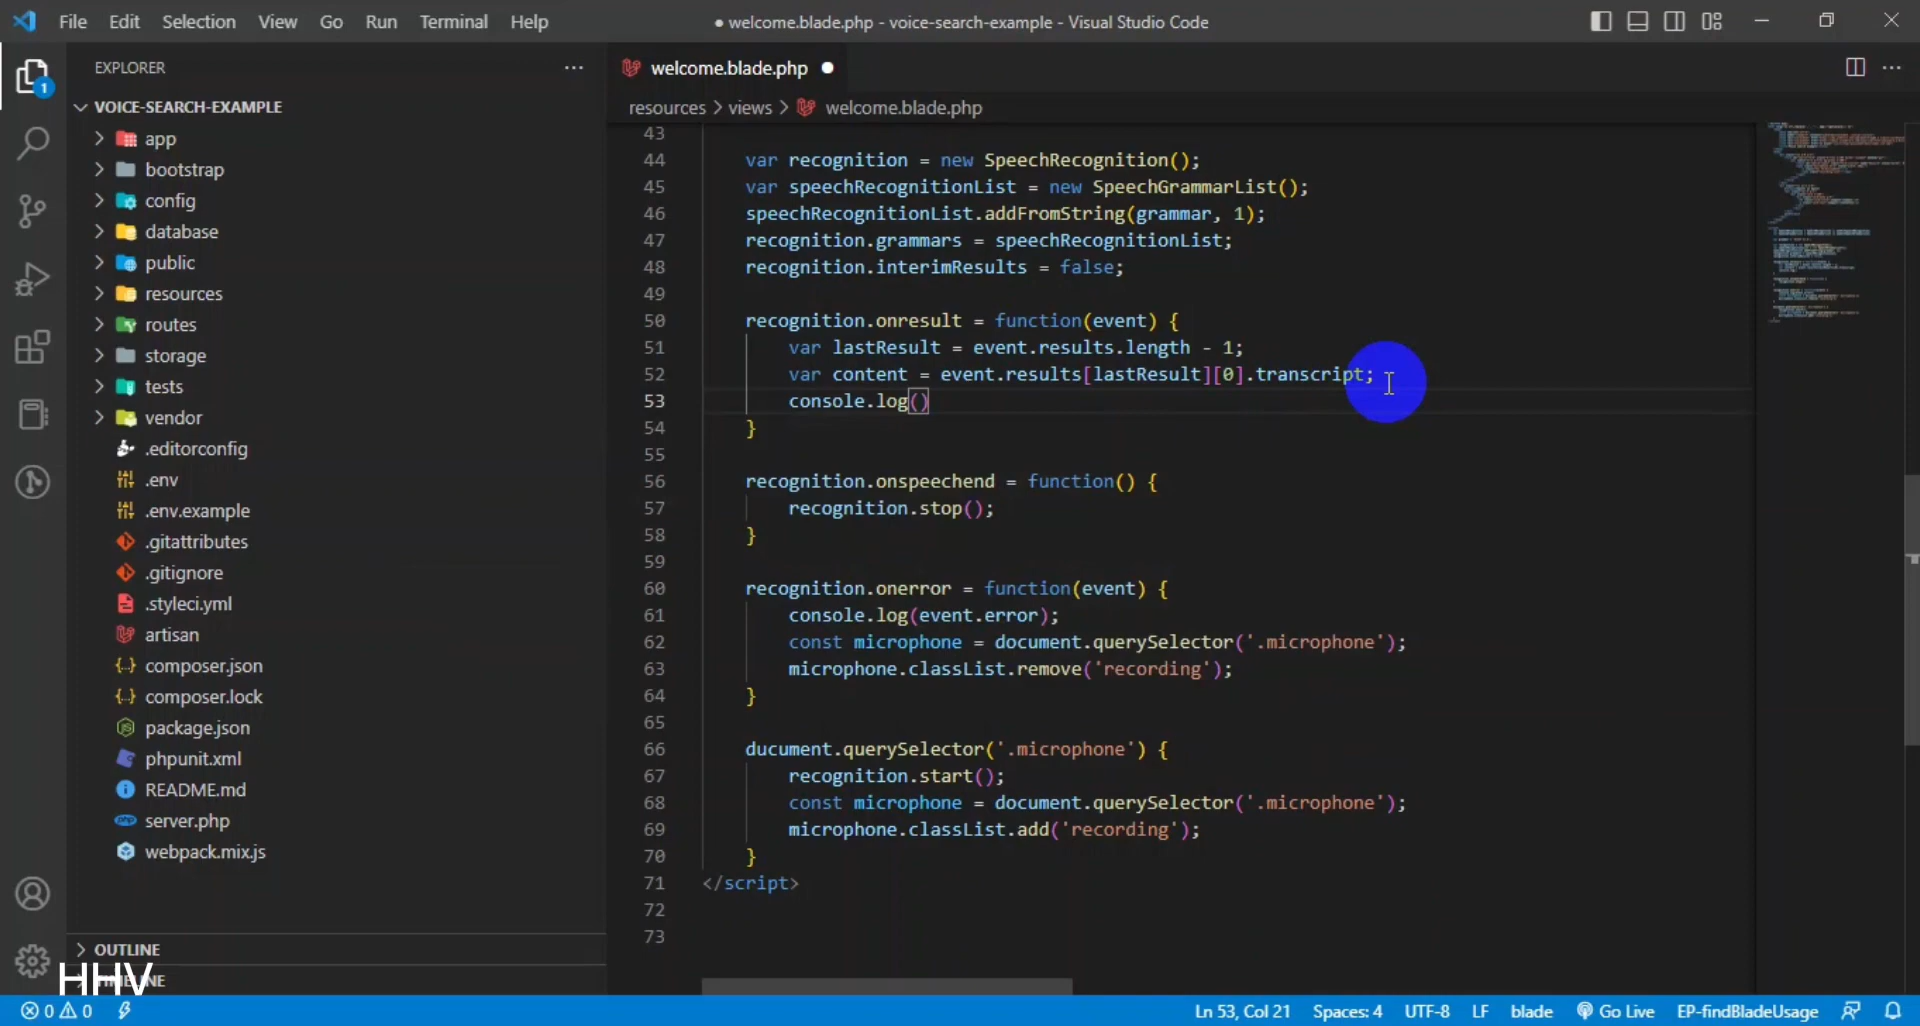 File Edit Selection View Go Run Terminal Help
● welcome.blade.php - voice-search-example - Visual Studio Code
EXPLORER
1
VOICE-SEARCH-EXAMPLE
app
bootstrap
config
database
public
resources
routes
storage
tests
vendor
.editorconfig
.env
.env.example
.gitattributes
.gitignore
.styleci.yml
artisan
composer.json
composer.lock
package.json
phpunit.xml
README.md
server.php
webpack.mix.js
OUTLINE
TIMELINE
HHV
welcome.blade.php ●
resources > views > welcome.blade.php
43
44 var recognition = new SpeechRecognition();
45 var speechRecognitionList = new SpeechGrammarList();
46 speechRecognitionList.addFromString(grammar, 1);
47 recognition.grammars = speechRecognitionList;
48 recognition.interimResults = false;
49
50 recognition.onresult = function(event) {
51 var lastResult = event.results.length - 1;
52 var content = event.results[lastResult][0].transcript;
53 console.log()
54 }
55
56 recognition.onspeechend = function() {
57 recognition.stop();
58 }
59
60 recognition.onerror = function(event) {
61 console.log(event.error);
62 const microphone = document.querySelector('.microphone');
63 microphone.classList.remove('recording');
64 }
65
66 ducument.querySelector('.microphone') {
67 recognition.start();
68 const microphone = document.querySelector('.microphone');
69 microphone.classList.add('recording');
70 }
71 </script>
72
73
0 0 Ln 53, Col 21 Spaces: 4 UTF-8 LF blade Go Live EP-findBladeUsage